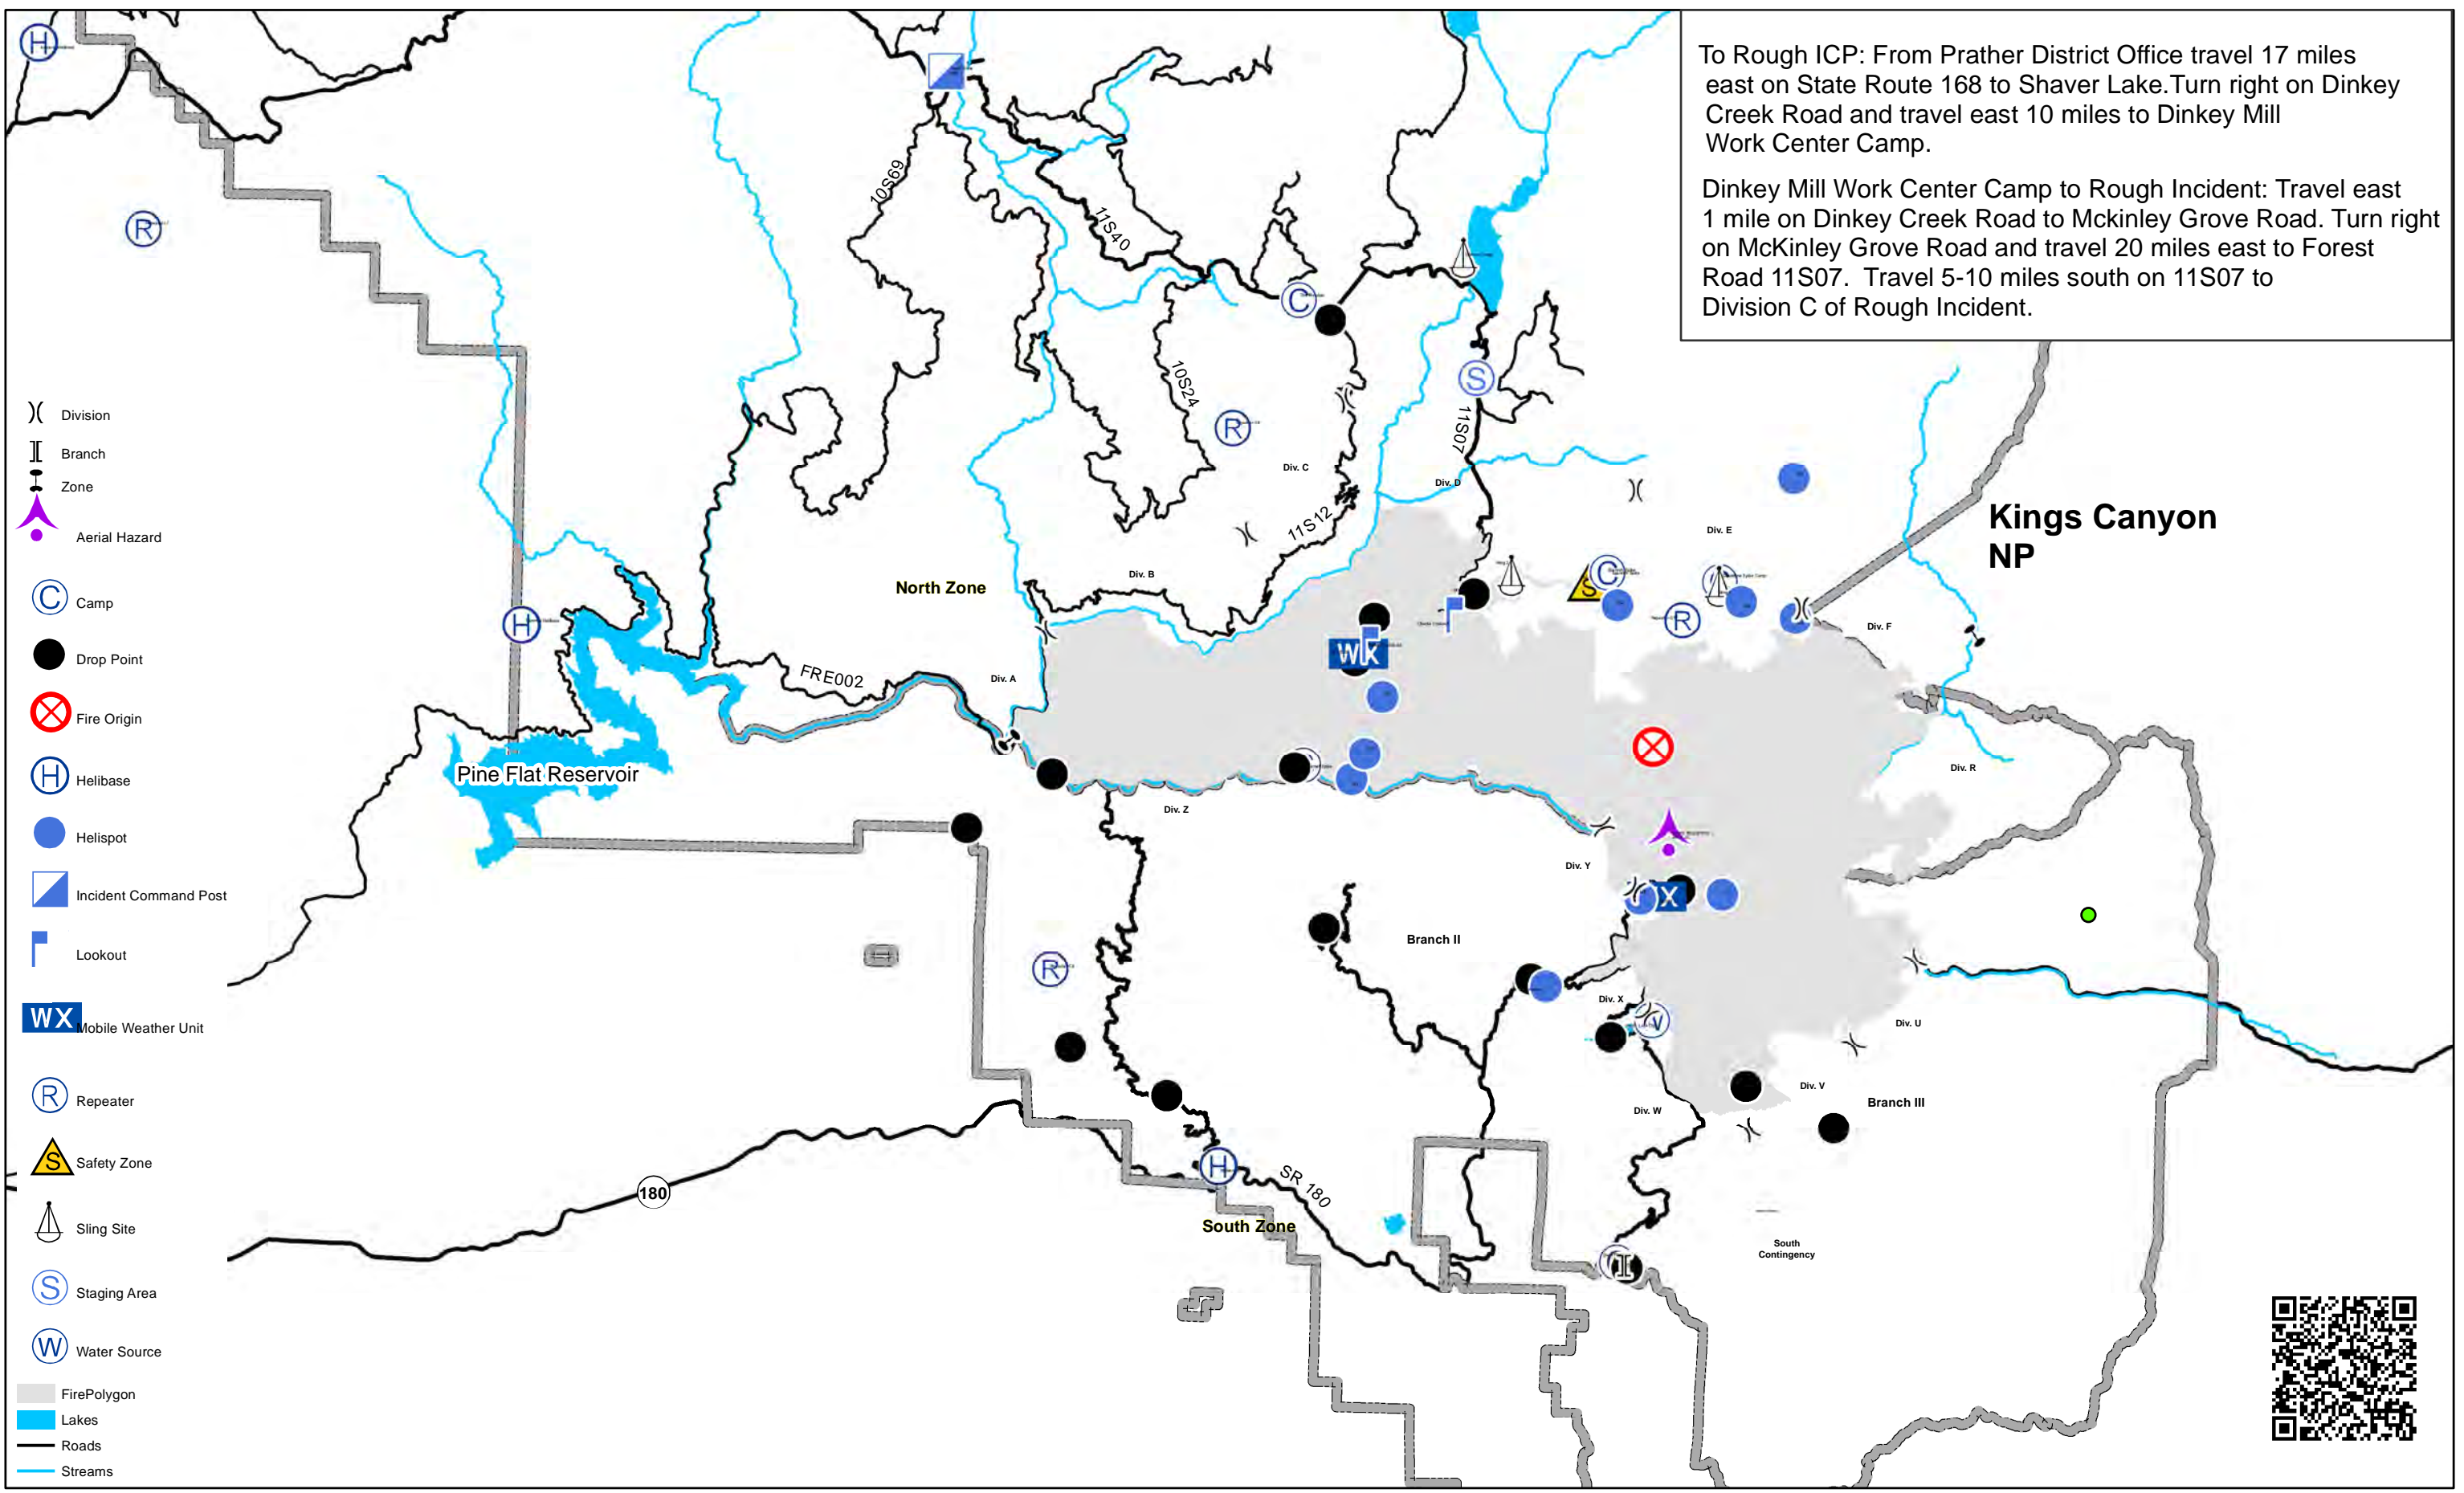 To Rough ICP: From Prather District Office travel 17 miles
east on State Route 168 to Shaver Lake.Turn right on Dinkey
Creek Road and travel east 10 miles to Dinkey Mill
Work Center Camp.
Dinkey Mill Work Center Camp to Rough Incident: Travel east
1 mile on Dinkey Creek Road to Mckinley Grove Road. Turn right
on McKinley Grove Road and travel 20 miles east to Forest
Road 11S07. Travel 5-10 miles south on 11S07 to
Division C of Rough Incident.
H
R
10S69
11S40
C
10S24
S
11S07
R
Div. C
Div. D
11S12
Div. E
Kings Canyon
NP
Div. B
North Zone
C
S
R
Div. F
H
WX
FRE002
Div. A
Pine Flat Reservoir
Div. R
Div. Z
Div. Y
X
Branch II
R
Div. X
W
Div. U
Div. V
Branch III
Div. W
H
SR 180
180
South Zone
South
Contingency
Division
Branch
Zone
Aerial Hazard
C Camp
Drop Point
Fire Origin
H Helibase
Helispot
Incident Command Post
Lookout
WX Mobile Weather Unit
R Repeater
S Safety Zone
Sling Site
S Staging Area
W Water Source
FirePolygon
Lakes
Roads
Streams